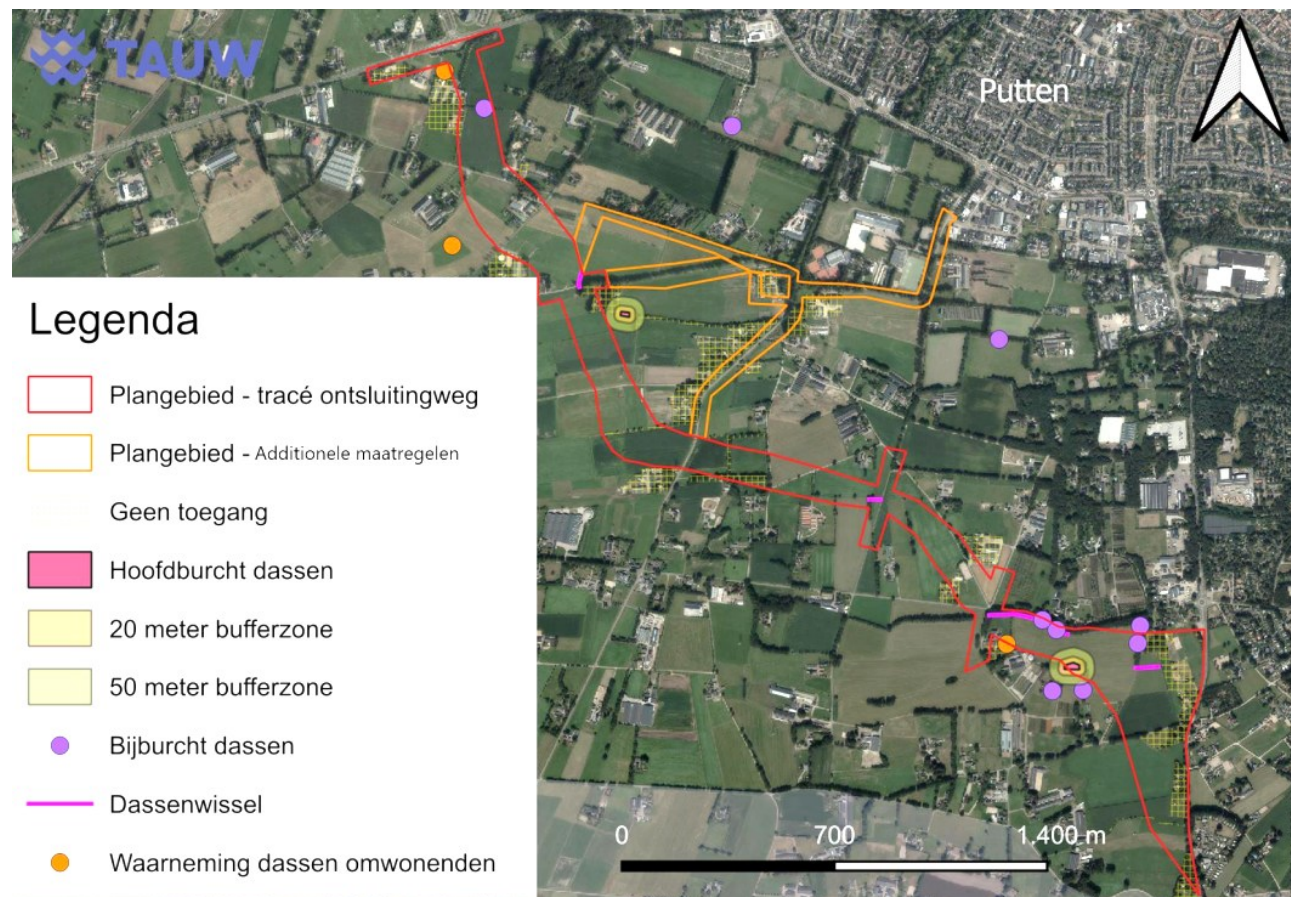 TAUW
Putten
Legenda
Plangebied - tracé ontsluitingweg
Plangebied - Additionele maatregelen
Geen toegang
Hoofdburcht dassen
20 meter bufferzone
50 meter bufferzone
Bijburcht dassen
Dassenwissel
Waarneming dassen omwonenden
0 700 1.400 m